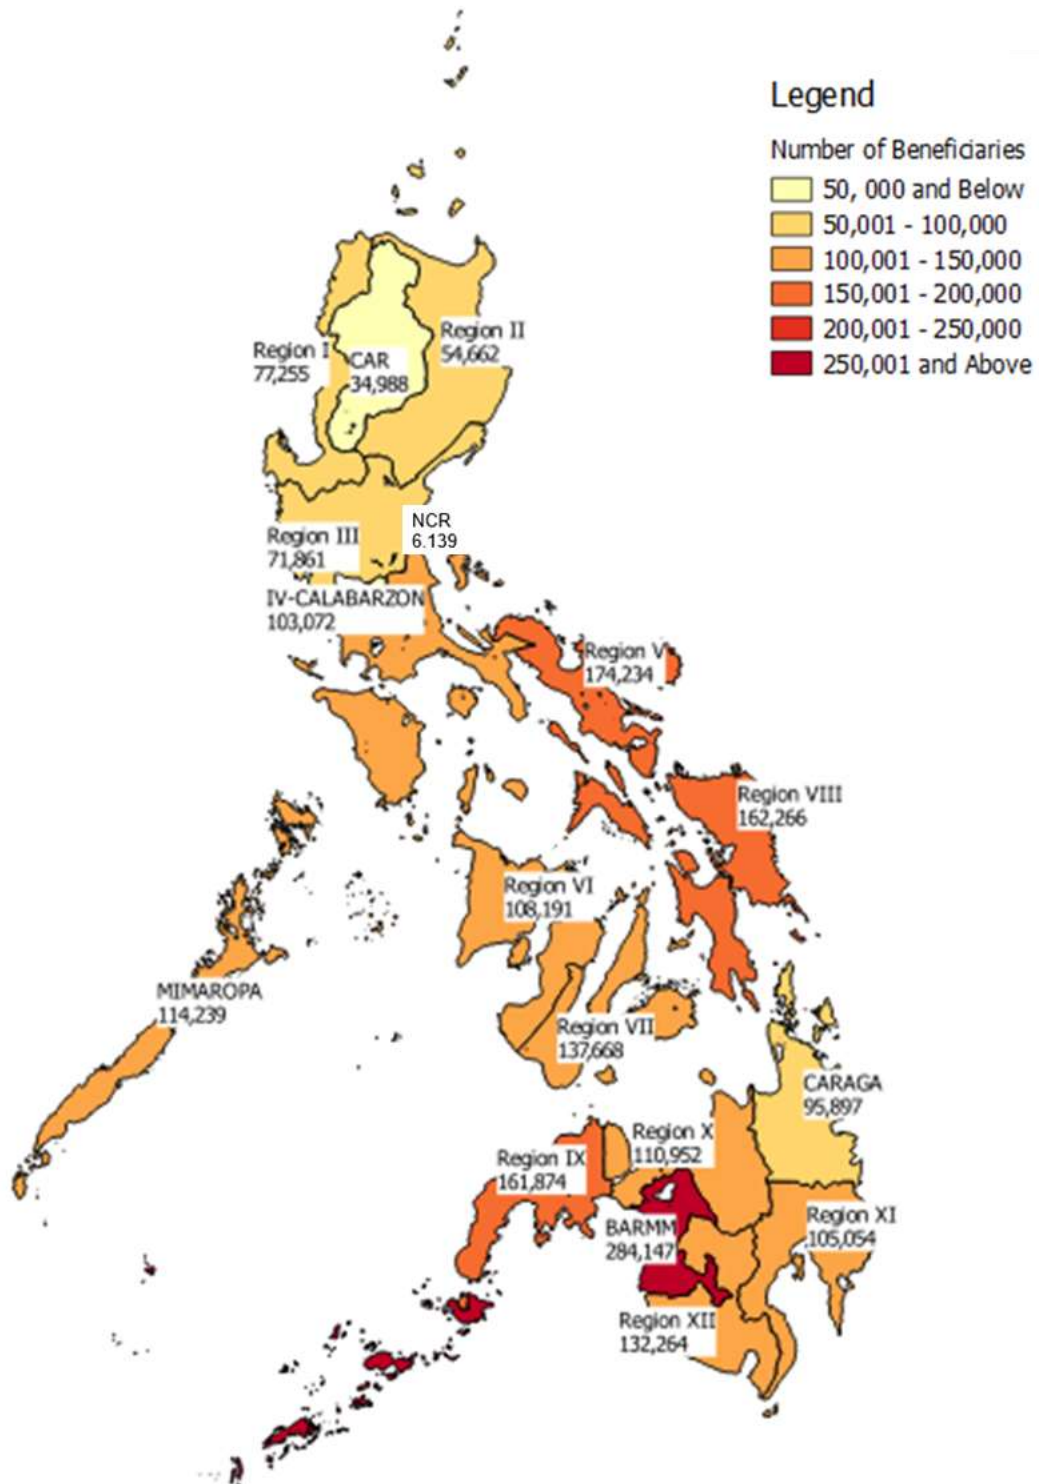 Legend
Number of Beneficiaries
50, 000 and Below
50,001 - 100,000
100,001 - 150,000
150,001 - 200,000
200,001 - 250,000
250,001 and Above
Region II
54,662
Region I
77,255
CAR
34,988
NCR
6.139
Region III
71,861
IV-CALABARZON
103,072
Region V
174,234
Region VIII
162,266
Region VI
108,191
MIMAROPA
114,239
Region VII
137,668
CARAGA
95,897
Region X
110,952
Region IX
161,874
Region XI
105,054
BARMM
284,147
Region XII
132,264